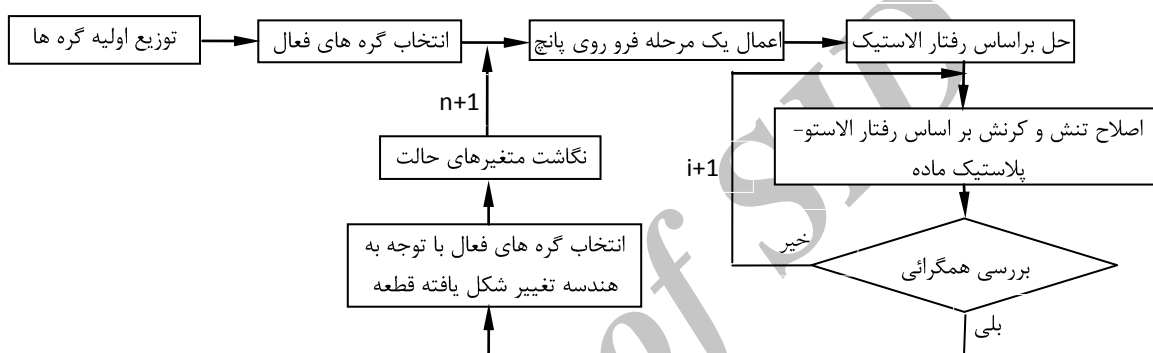 توزیع اولیه گره ها
انتخاب گره های فعال
اعمال یک مرحله فرو روی پانچ
حل براساس رفتار الاستیک
اصلاح تنش و کرنش بر اساس رفتار الاستو-
پلاستیک ماده
i+1
خیر
بررسی همگرائی
بلی
انتخاب گره های فعال با توجه به
هندسه تغییر شکل یافته قطعه
نگاشت متغیرهای حالت
n+1
of SID